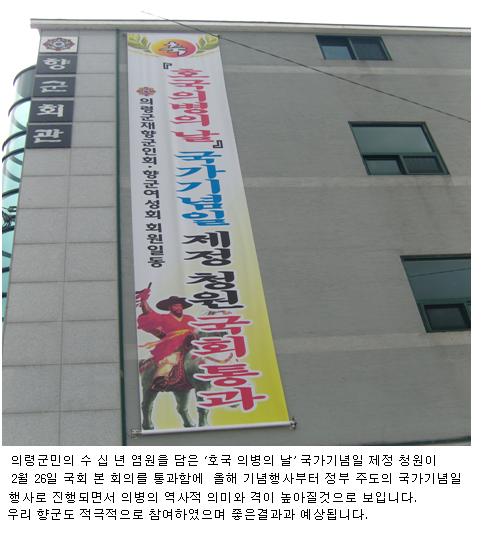 향군회관
『호국의병의 날』 국가기념일 제정 청원 국회 통과
의령군재향군인회·향군여성회 회원일동
의령군민의 수 십 년 염원을 담은 '호국 의병의 날' 국가기념일 제정 청원이
2월 26일 국회 본 회의를 통과함에 올해 기념행사부터 정부 주도의 국가기념일
행사로 진행되면서 의병의 역사적 의미와 격이 높아질것으로 보입니다.
우리 향군도 적극적으로 참여하였으며 좋은결과과 예상됩니다.